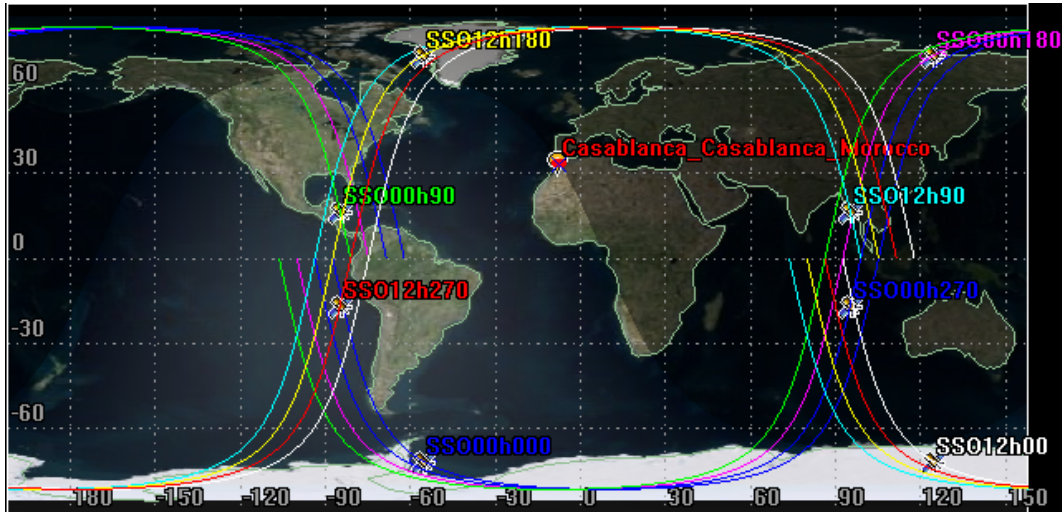 SSO12h180
SSO00h180
60
Casablanca_Casablanca_Morocco
30
SSO00h90
SSO12h90
0
SSO12h270
SSO00h270
-30
-60
SSO00h000
SSO12h00
-180 -150 -120 -90 -60 -30 0 30 60 90 120 150